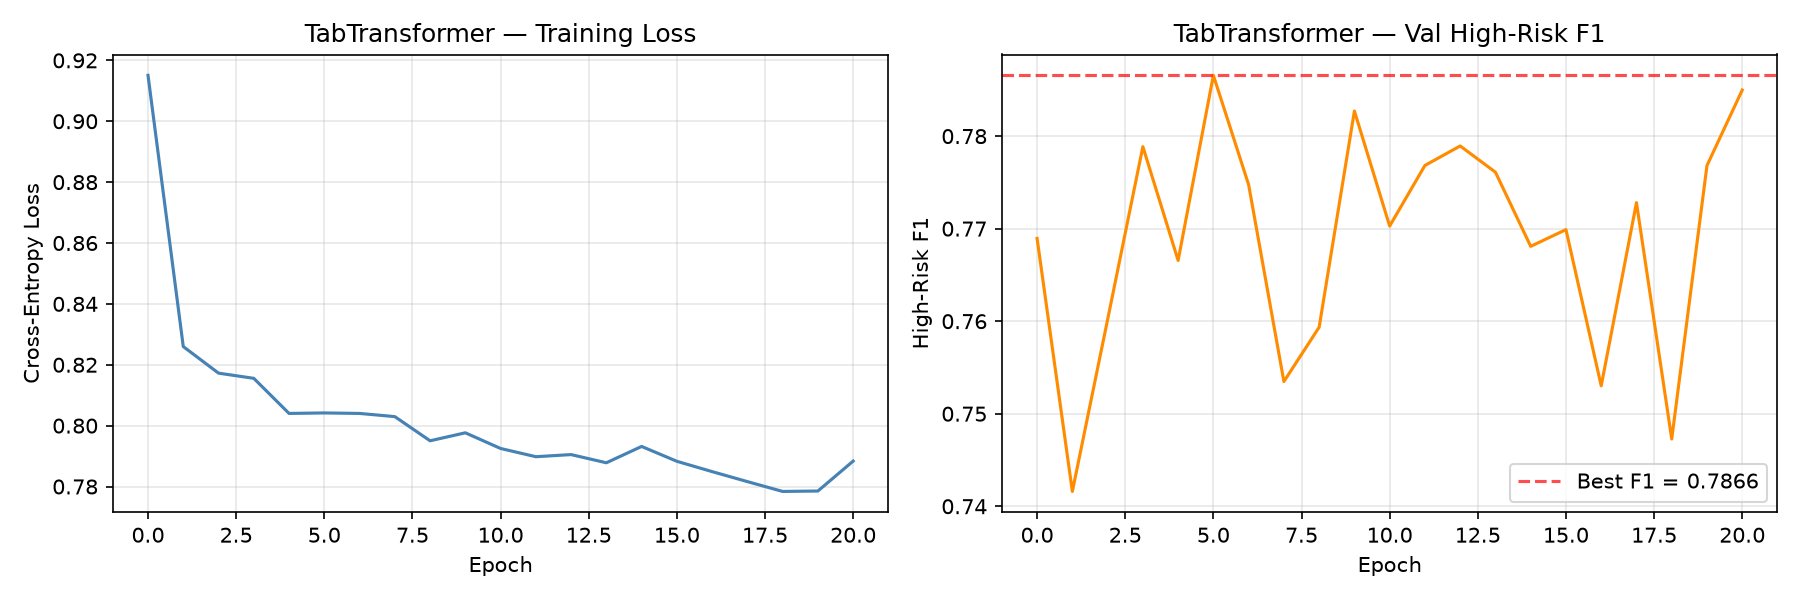 TabTransformer — Training Loss
Cross-Entropy Loss
0.92
0.90
0.88
0.86
0.84
0.82
0.80
0.78
0.0 2.5 5.0 7.5 10.0 12.5 15.0 17.5 20.0
Epoch
TabTransformer — Val High-Risk F1
High-Risk F1
0.78
0.77
0.76
0.75
0.74
Best F1 = 0.7866
0.0 2.5 5.0 7.5 10.0 12.5 15.0 17.5 20.0
Epoch